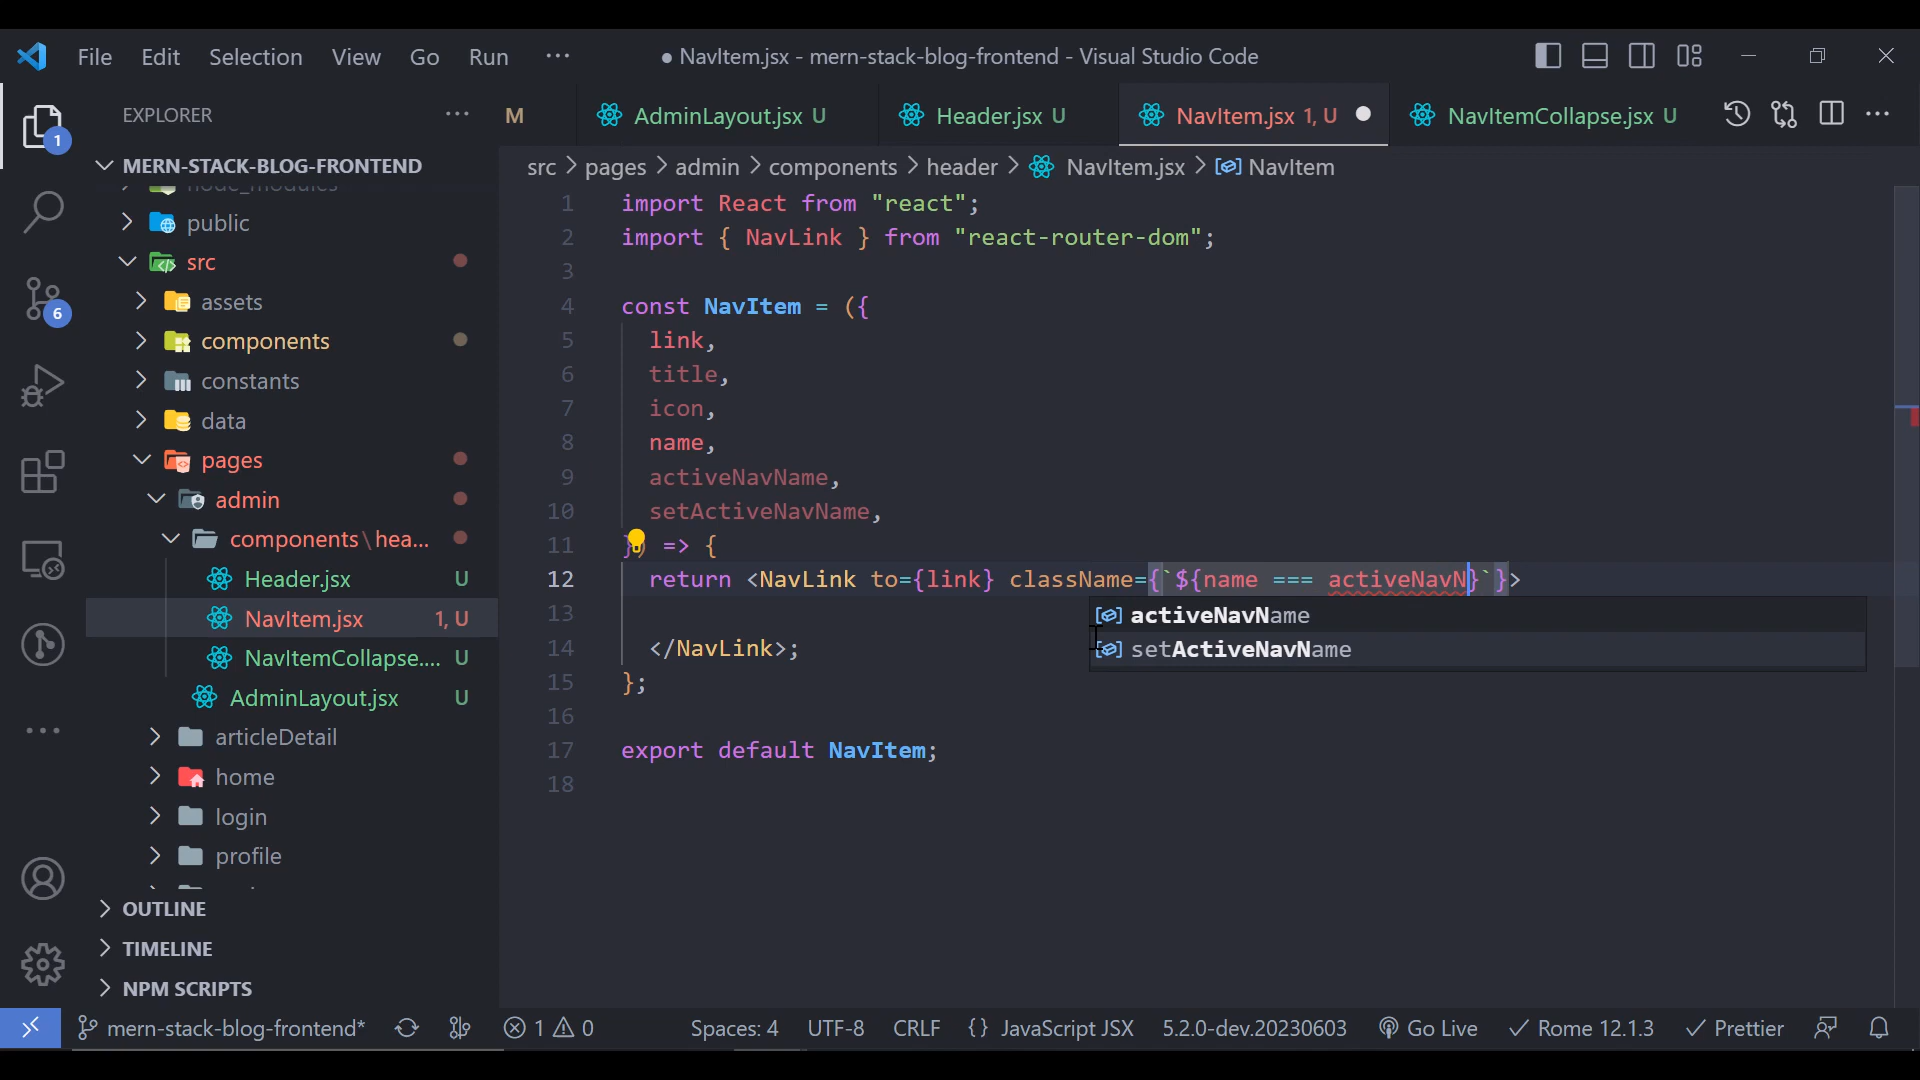 File Edit Selection View Go Run ··· ● NavItem.jsx - mern-stack-blog-frontend - Visual Studio Code
EXPLORER ···
M AdminLayout.jsx U Header.jsx U NavItem.jsx 1, U ● NavItemCollapse.jsx U ···
1
6
MERN-STACK-BLOG-FRONTEND
node_modules
public
src
assets
components
constants
data
pages
admin
components\hea...
Header.jsx U
NavItem.jsx 1, U
NavItemCollapse.... U
AdminLayout.jsx U
articleDetail
home
login
profile
OUTLINE
TIMELINE
NPM SCRIPTS
src > pages > admin > components > header > NavItem.jsx > NavItem
1 import React from "react";
2 import { NavLink } from "react-router-dom";
3
4 const NavItem = ({
5 link,
6 title,
7 icon,
8 name,
9 activeNavName,
10 setActiveNavName,
11 }) => {
12 return <NavLink to={link} className={`${name === activeNavN}`}>
13
14 </NavLink>;
15 };
16
17 export default NavItem;
18
activeNavName
setActiveNavName
mern-stack-blog-frontend* 1 0 Spaces: 4 UTF-8 CRLF {} JavaScript JSX 5.2.0-dev.20230603 Go Live Rome 12.1.3 Prettier